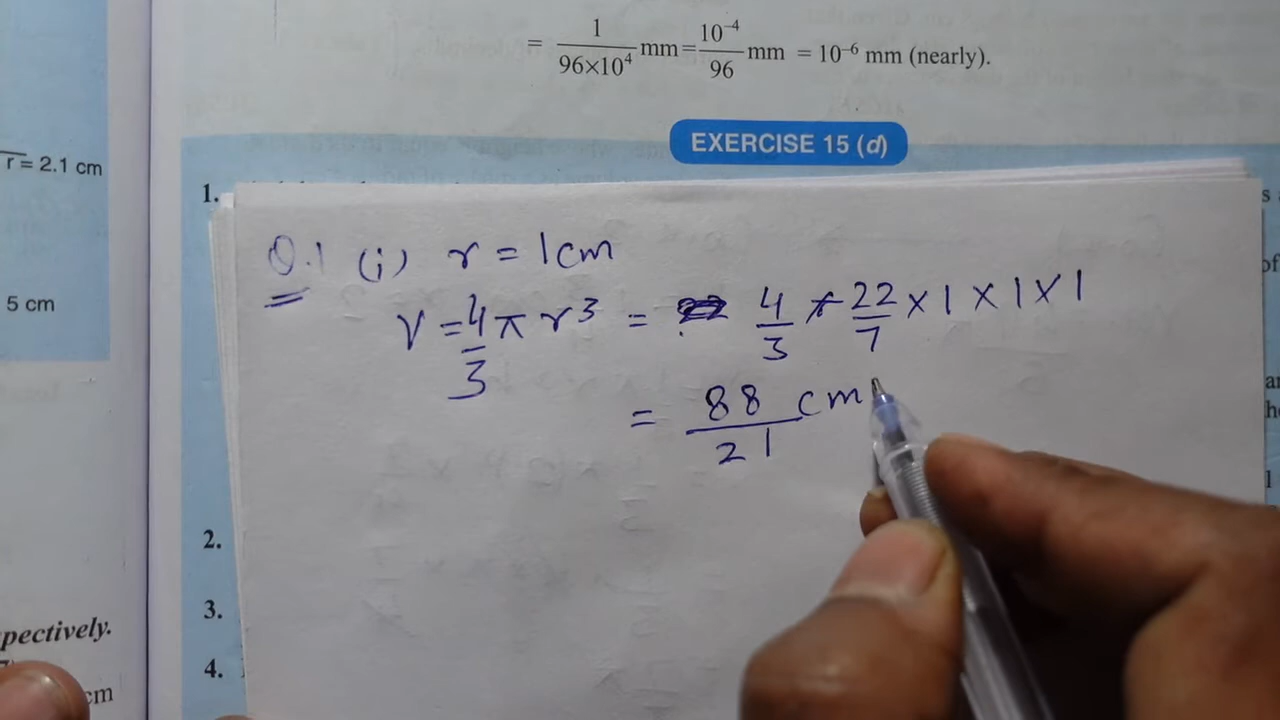 = 1/96×10⁴ mm = 10⁻⁴/96 mm = 10⁻⁶ mm (nearly).
EXERCISE 15 (d)
r = 2.1 cm
5 cm
pectively.
cm
1.
Q.1 (i) r = 1 cm
V = 4/3 π r³ = 4/3 × 22/7 × 1 × 1 × 1
= 88/21 cm
2.
3.
4.